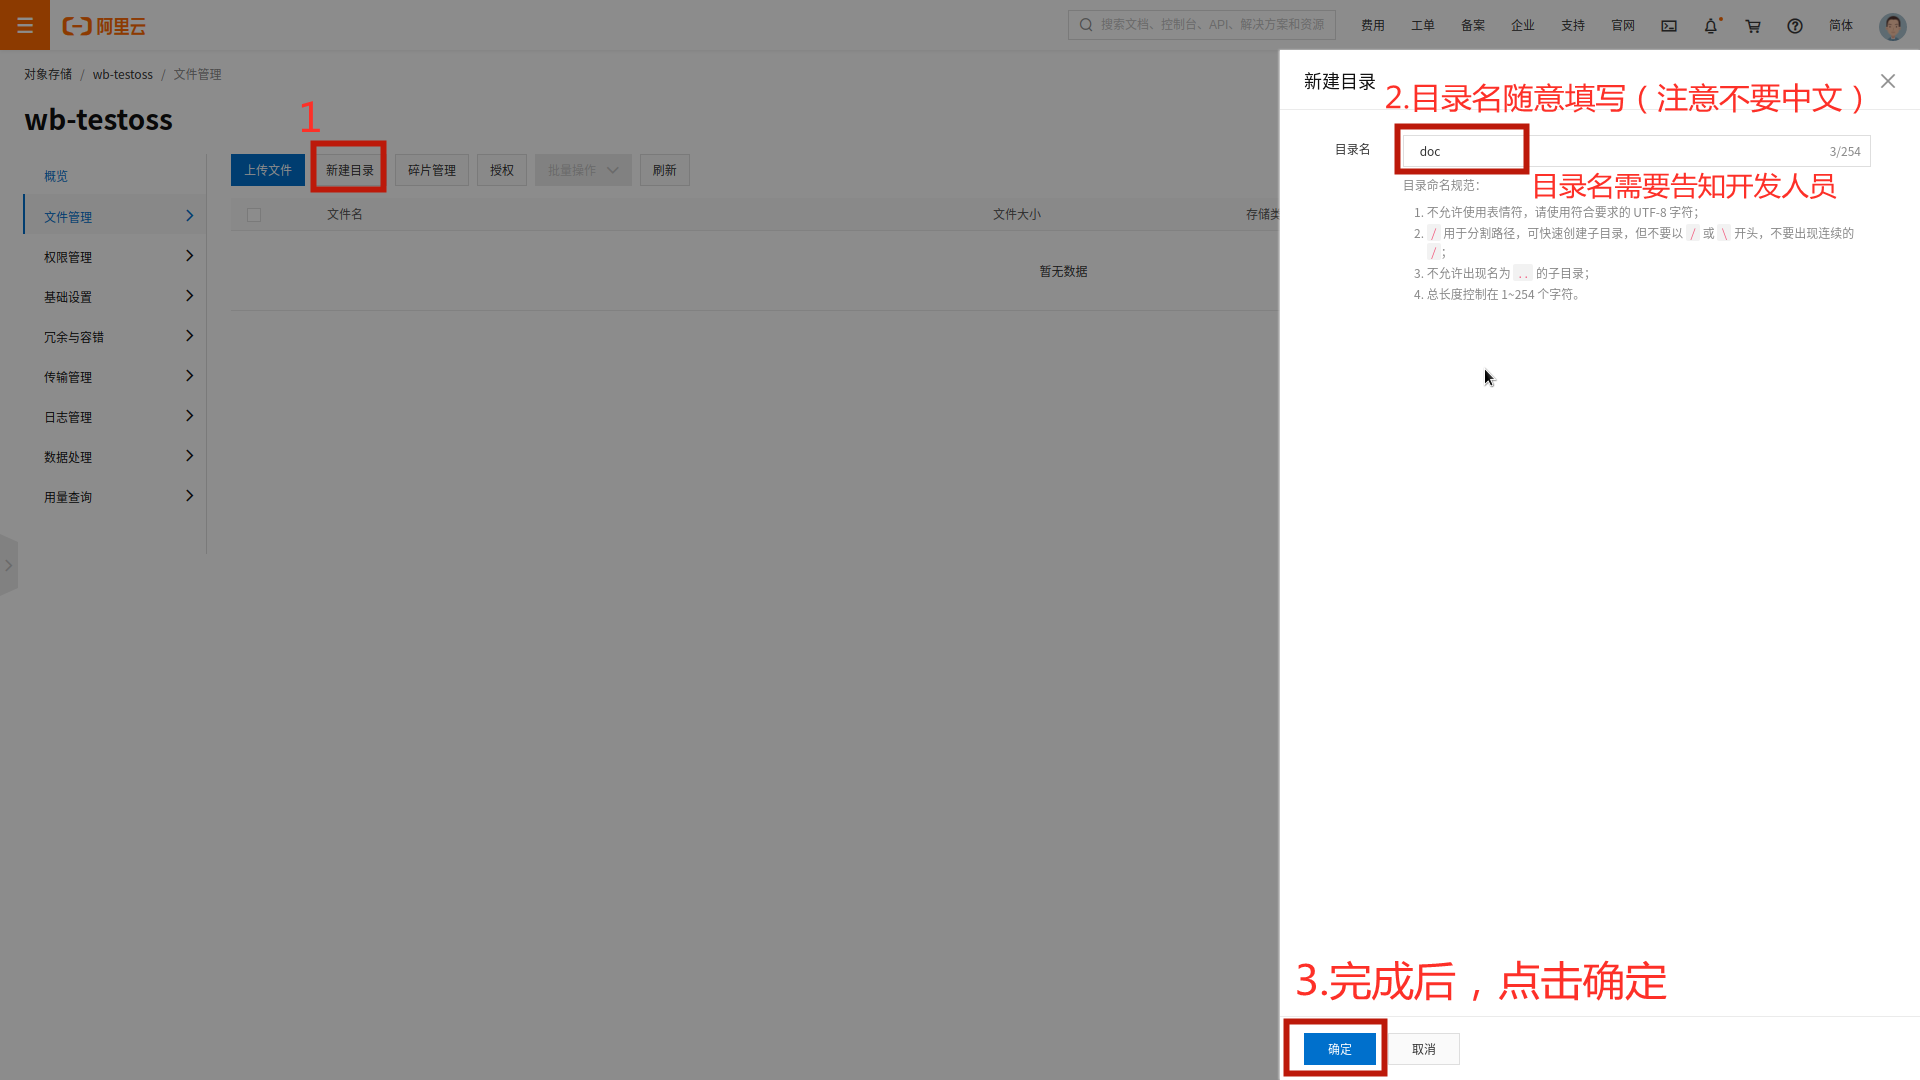 阿里云
搜索文档、控制台、API、解决方案和资源
费用 工单 备案 企业 支持 官网 简体
对象存储 / wb-testoss / 文件管理
wb-testoss
1
上传文件 新建目录 碎片管理 授权 批量操作 刷新
文件名 文件大小 存储类
暂无数据
概览
文件管理
权限管理
基础设置
冗余与容错
传输管理
日志管理
数据处理
用量查询
新建目录
2.目录名随意填写（注意不要中文）
目录名 doc 3/254
目录名需要告知开发人员
目录命名规范：
1. 不允许使用表情符，请使用符合要求的 UTF-8 字符；
2. / 用于分割路径，可快速创建子目录，但不要以 / 或 \ 开头，不要出现连续的
/ ；
3. 不允许出现名为 .. 的子目录；
4. 总长度控制在 1~254 个字符。
3.完成后，点击确定
确定 取消